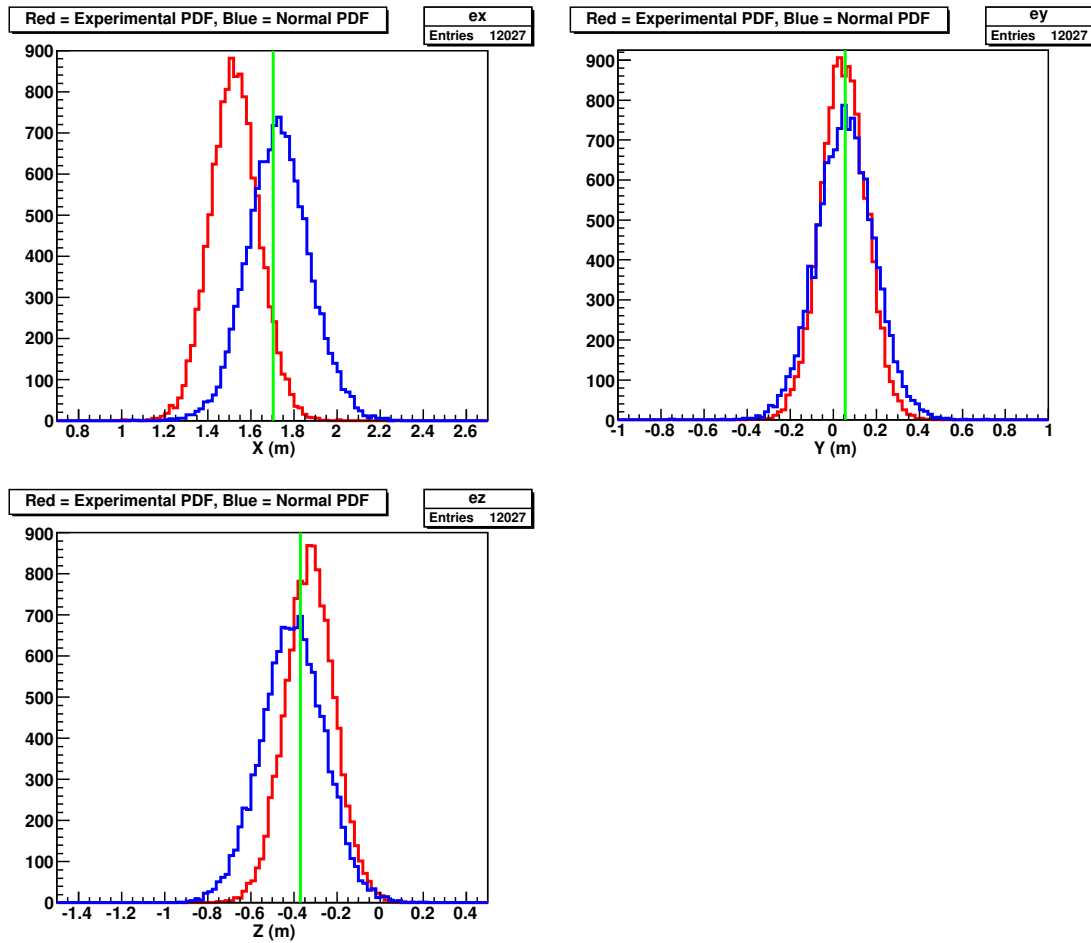 Red = Experimental PDF, Blue = Normal PDF
ex
Entries 12027
900
800
700
600
500
400
300
200
100
0
0.8 1 1.2 1.4 1.6 1.8 2 2.2 2.4 2.6
X (m)
Red = Experimental PDF, Blue = Normal PDF
ey
Entries 12027
900
800
700
600
500
400
300
200
100
0
-1 -0.8 -0.6 -0.4 -0.2 0 0.2 0.4 0.6 0.8 1
Y (m)
Red = Experimental PDF, Blue = Normal PDF
ez
Entries 12027
900
800
700
600
500
400
300
200
100
0
-1.4 -1.2 -1 -0.8 -0.6 -0.4 -0.2 0 0.2 0.4
Z (m)